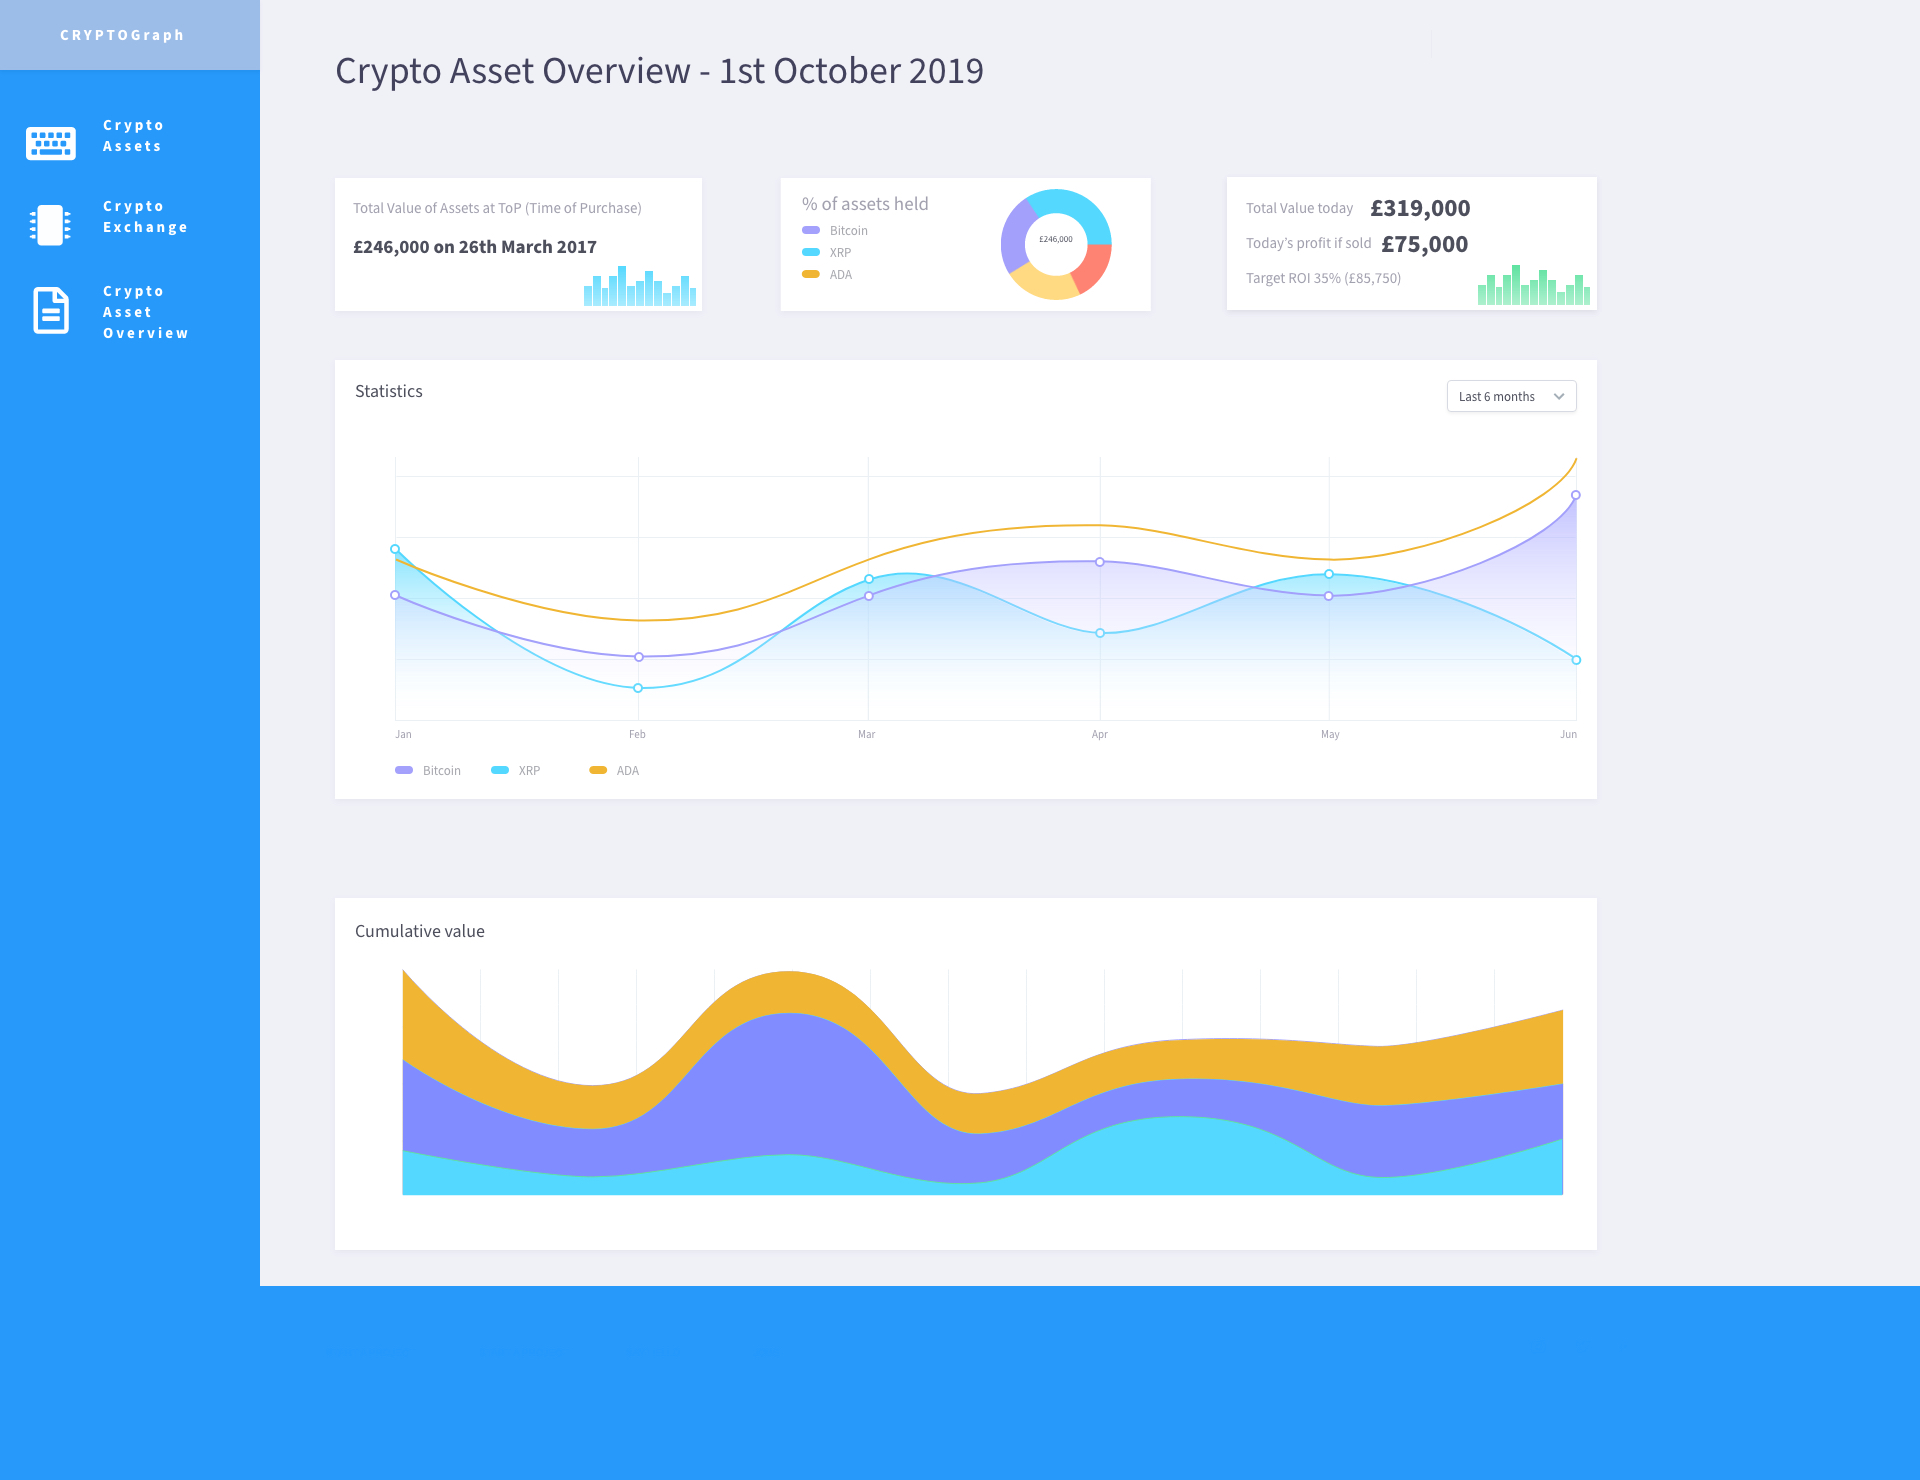 CRYPTOGraph
Crypto
Assets
Crypto
Exchange
Crypto
Asset
Overview
Crypto Asset Overview - 1st October 2019
Total Value of Assets at ToP (Time of Purchase)
£246,000 on 26th March 2017
% of assets held
Bitcoin
XRP
ADA
£246,000
Total Value today £319,000
Today's profit if sold £75,000
Target ROI 35% (£85,750)
Statistics
Last 6 months
Jan Feb Mar Apr May Jun
Bitcoin XRP ADA
Cumulative value